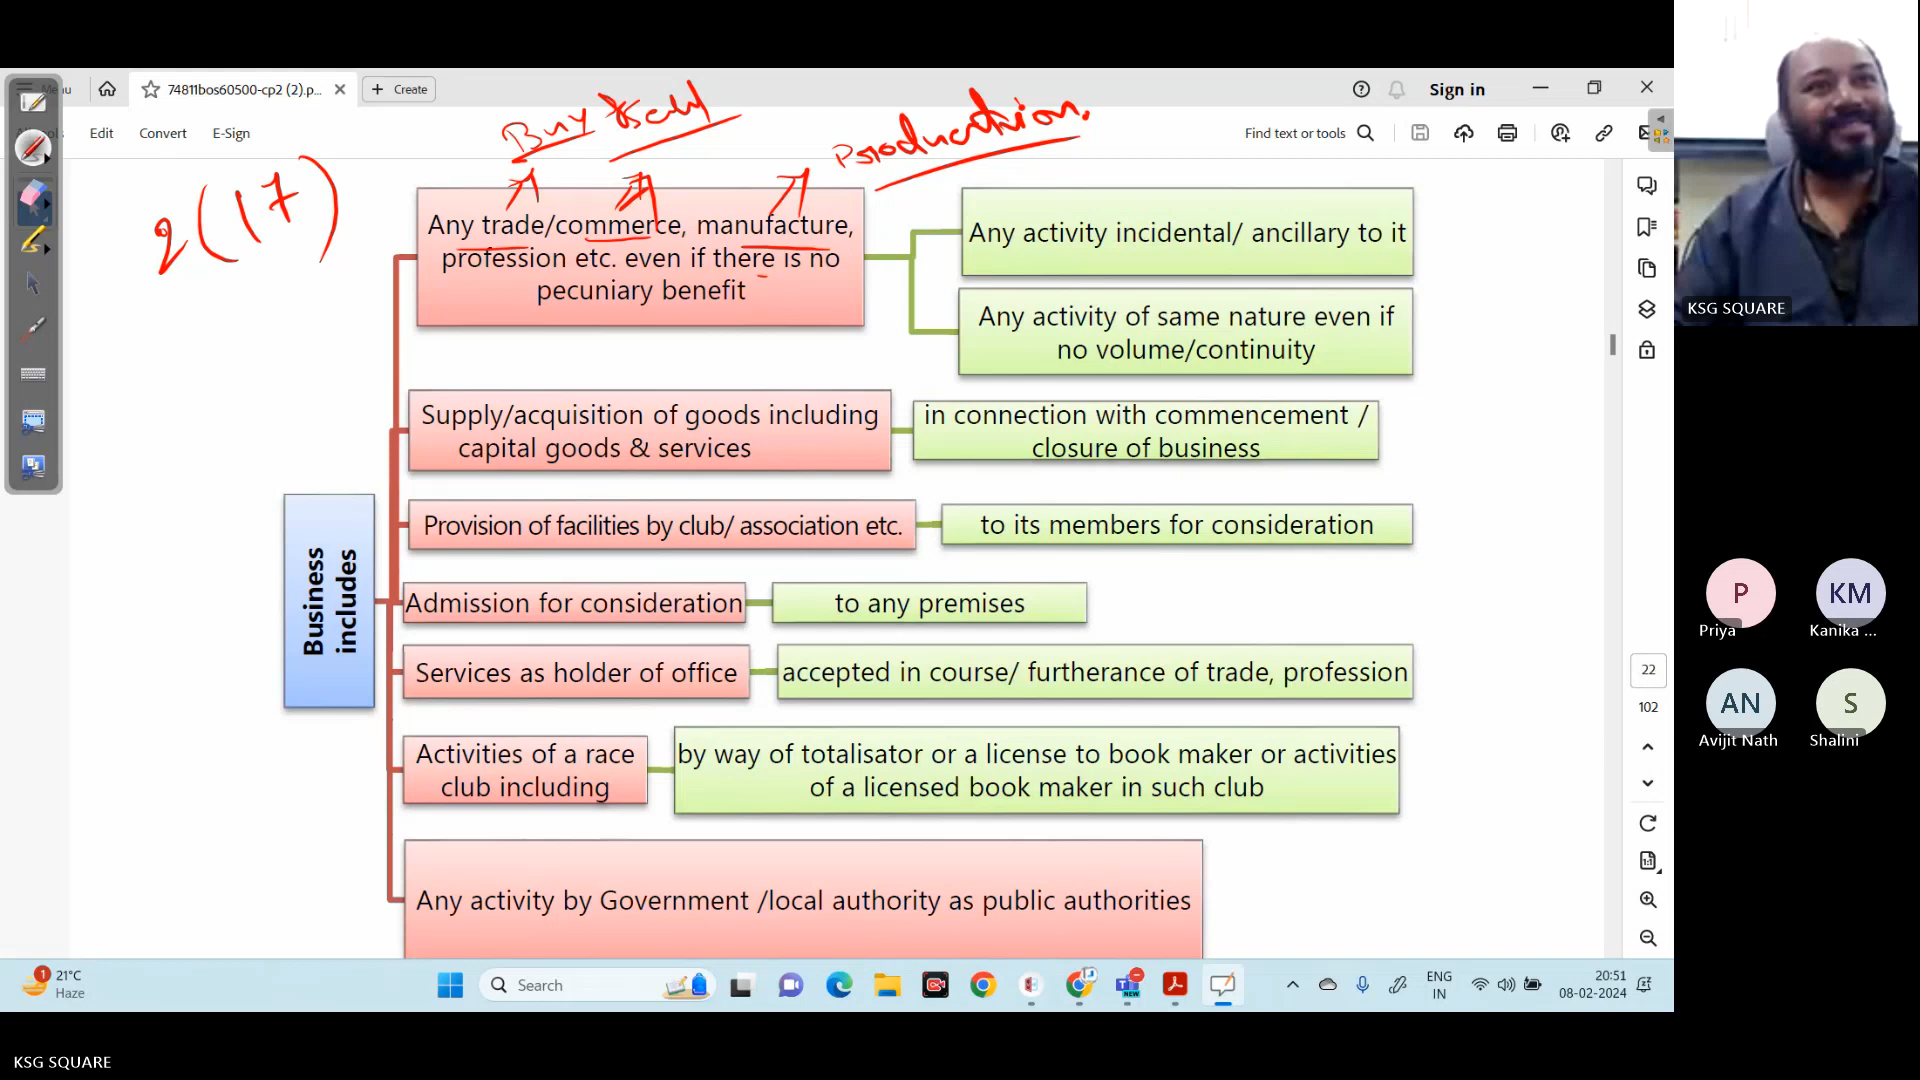 Menu
74811bos60500-cp2 (2).p...
Create
Sign in
Edit
Convert
E-Sign
Find text or tools
Buy
Production.
2(17)
Any trade/commerce, manufacture,
profession etc. even if there is no
pecuniary benefit
Any activity incidental/ ancillary to it
Any activity of same nature even if
no volume/continuity
Supply/acquisition of goods including
capital goods & services
in connection with commencement /
closure of business
Provision of facilities by club/ association etc.
to its members for consideration
Business
includes
Admission for consideration
to any premises
Services as holder of office
accepted in course/ furtherance of trade, profession
Activities of a race
club including
by way of totalisator or a license to book maker or activities
of a licensed book maker in such club
Any activity by Government /local authority as public authorities
22
102
KSG SQUARE
P
Priya
KM
Kanika ...
AN
Avijit Nath
S
Shalini
1
21°C
Haze
Search
NEW
ENG
IN
20:51
08-02-2024
KSG SQUARE